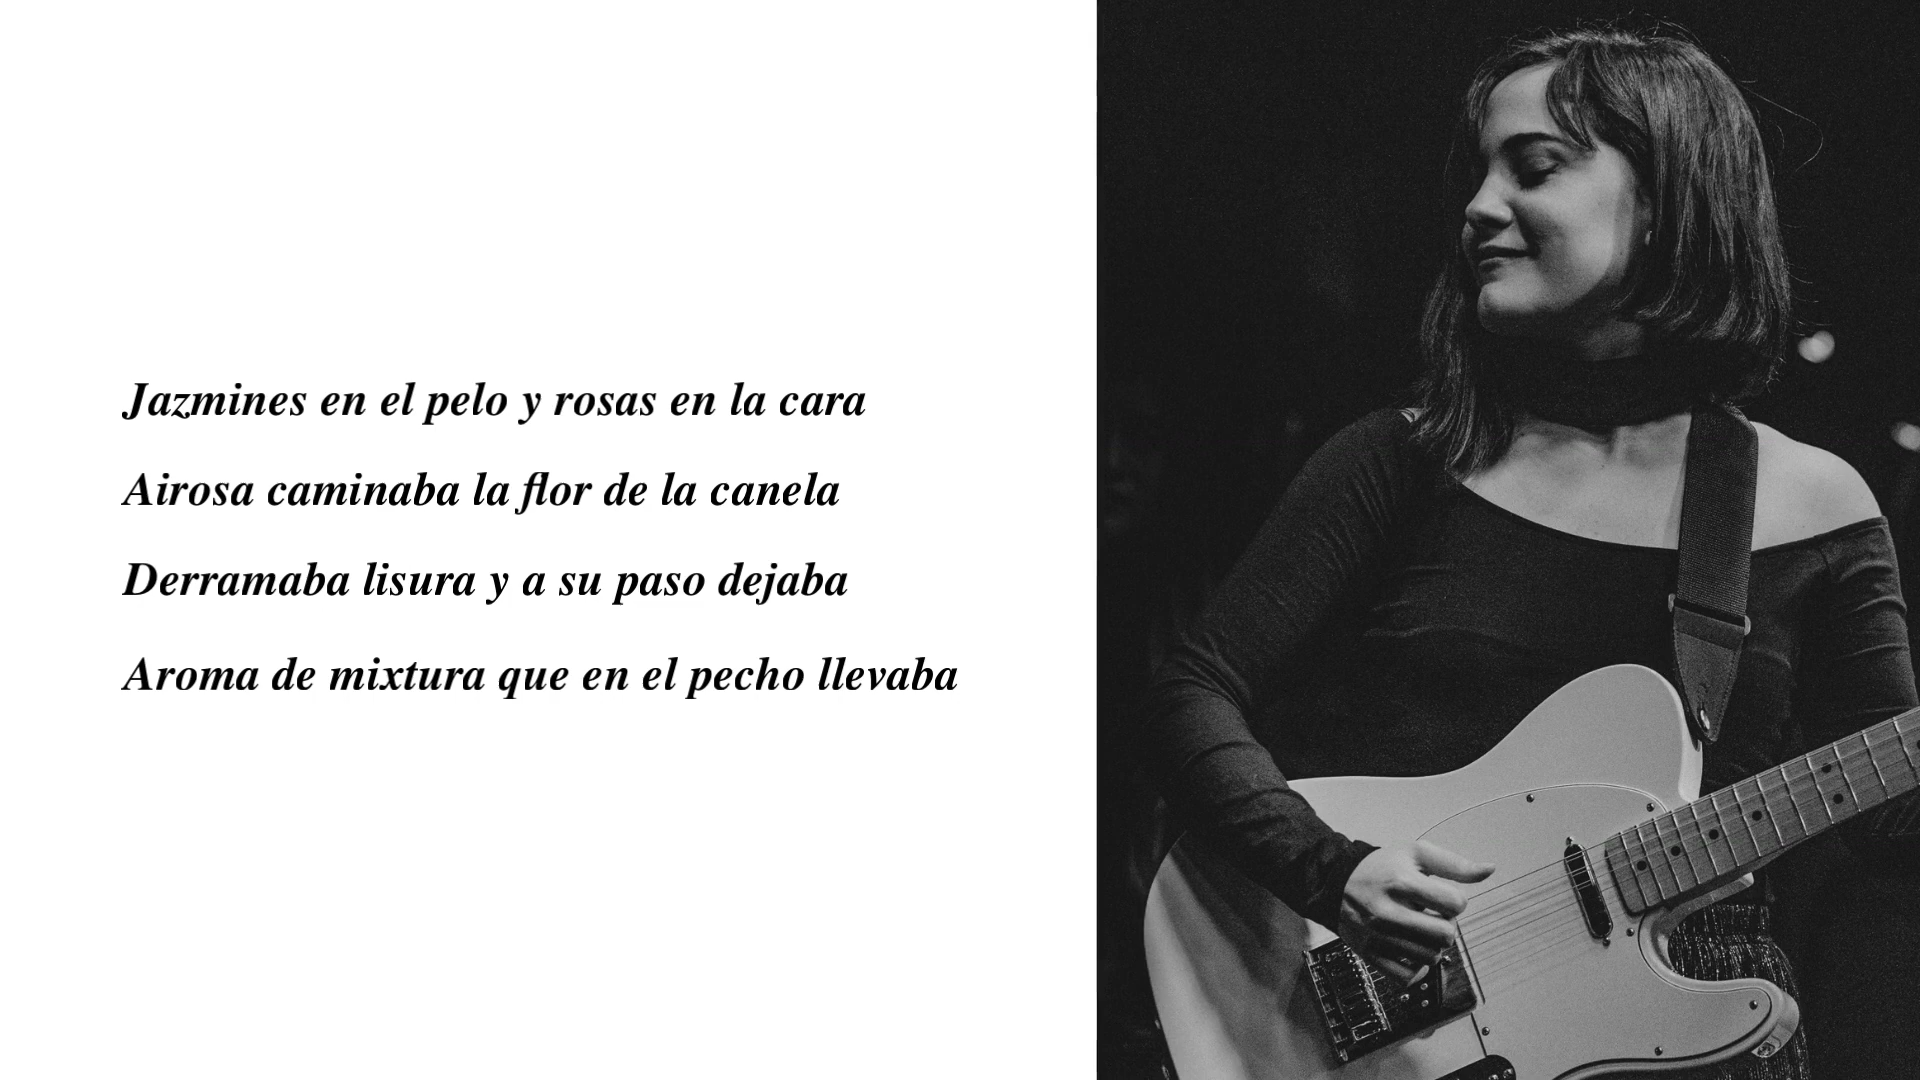 Jazmines en el pelo y rosas en la cara
Airosa caminaba la flor de la canela
Derramaba lisura y a su paso dejaba
Aroma de mixtura que en el pecho llevaba